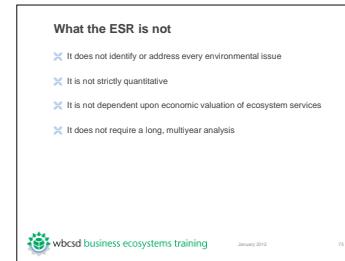 What the ESR is not
It does not identify or address every environmental issue
It is not strictly quantitative
It is not dependent upon economic valuation of ecosystem services
It does not require a long, multiyear analysis
wbcsd business ecosystems training
January 2012